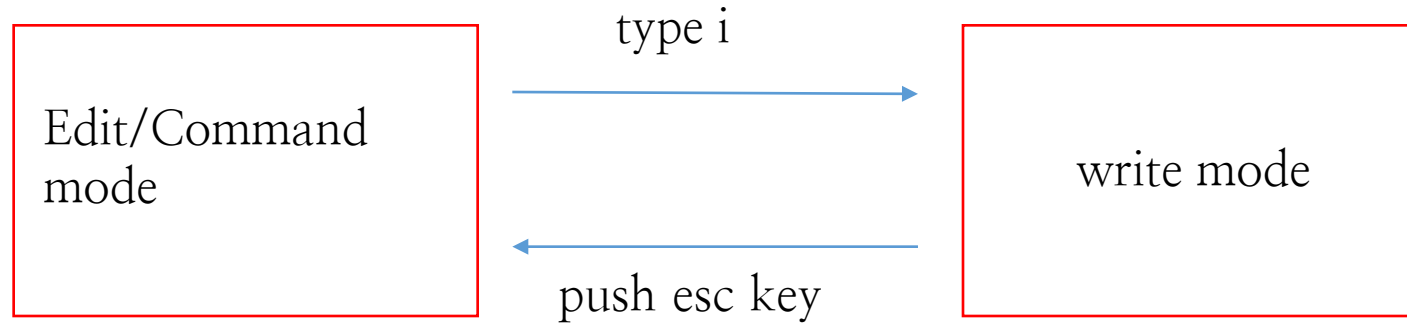 type i
Edit/Command
mode
write mode
push esc key